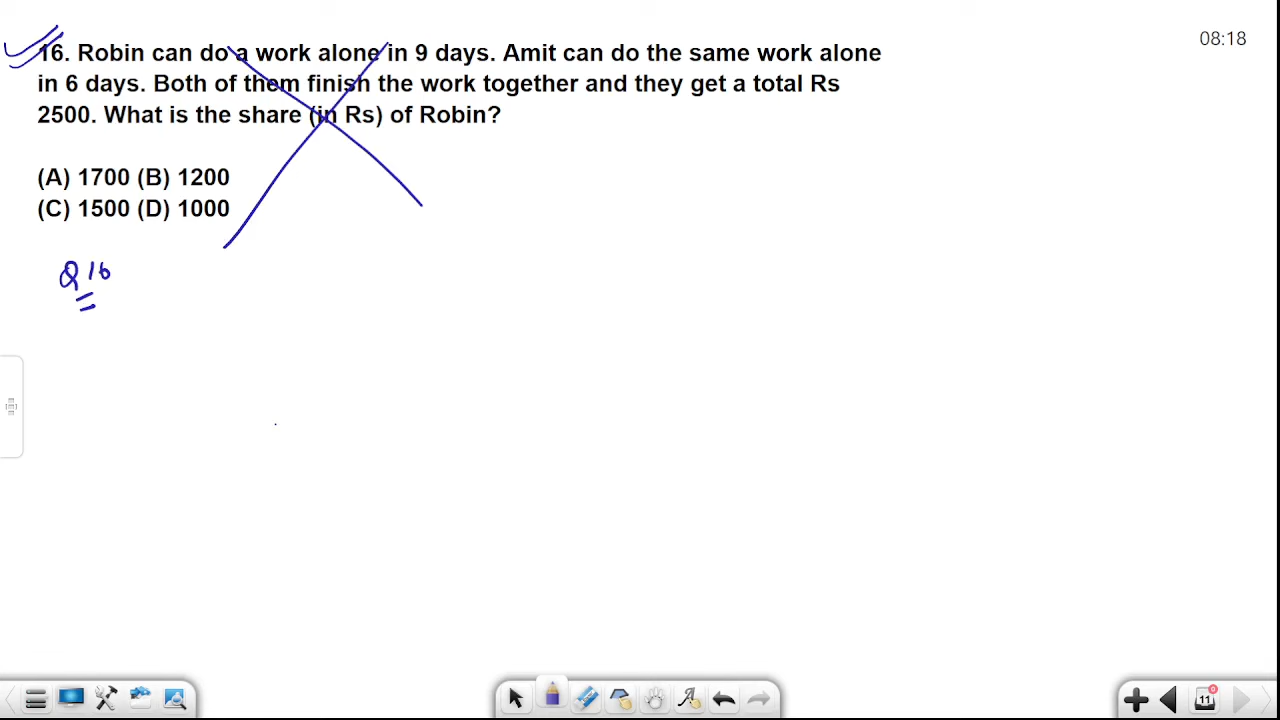 08:18
16. Robin can do a work alone in 9 days. Amit can do the same work alone
in 6 days. Both of them finish the work together and they get a total Rs
2500. What is the share (in Rs) of Robin?
(A) 1700 (B) 1200
(C) 1500 (D) 1000
Q 16
11